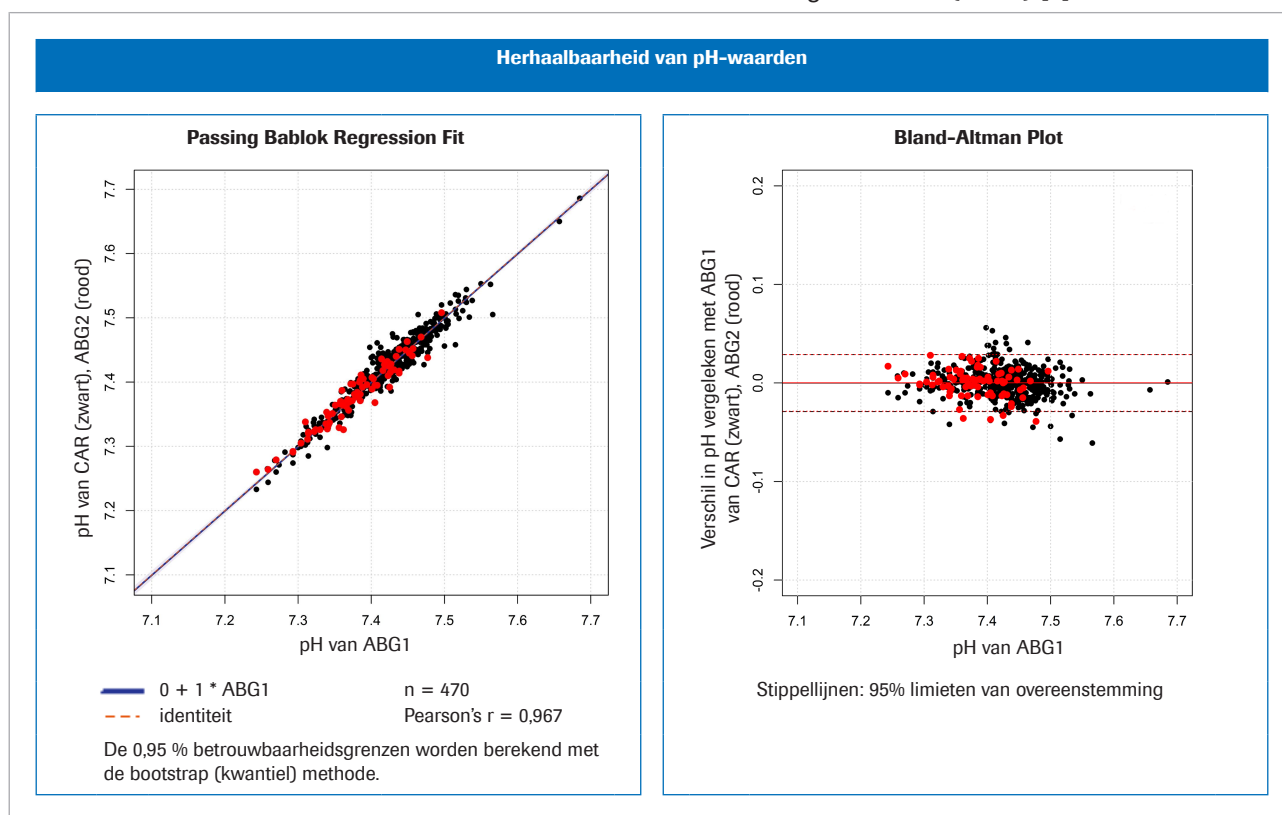 Herhaalbaarheid van pH-waarden
Passing Bablok Regression Fit
7.7
7.6
7.5
7.4
7.3
7.2
7.1
pH van CAR (zwart), ABG2 (rood)
7.1 7.2 7.3 7.4 7.5 7.6 7.7
pH van ABG1
0 + 1 * ABG1 n = 470
identiteit Pearson's r = 0,967
De 0,95 % betrouwbaarheidsgrenzen worden berekend met
de bootstrap (kwantiel) methode.
Bland-Altman Plot
0.2
0.1
0.0
-0.1
-0.2
Verschil in pH vergeleken met ABG1
van CAR (zwart), ABG2 (rood)
7.1 7.2 7.3 7.4 7.5 7.6 7.7
pH van ABG1
Stippellijnen: 95% limieten van overeenstemming